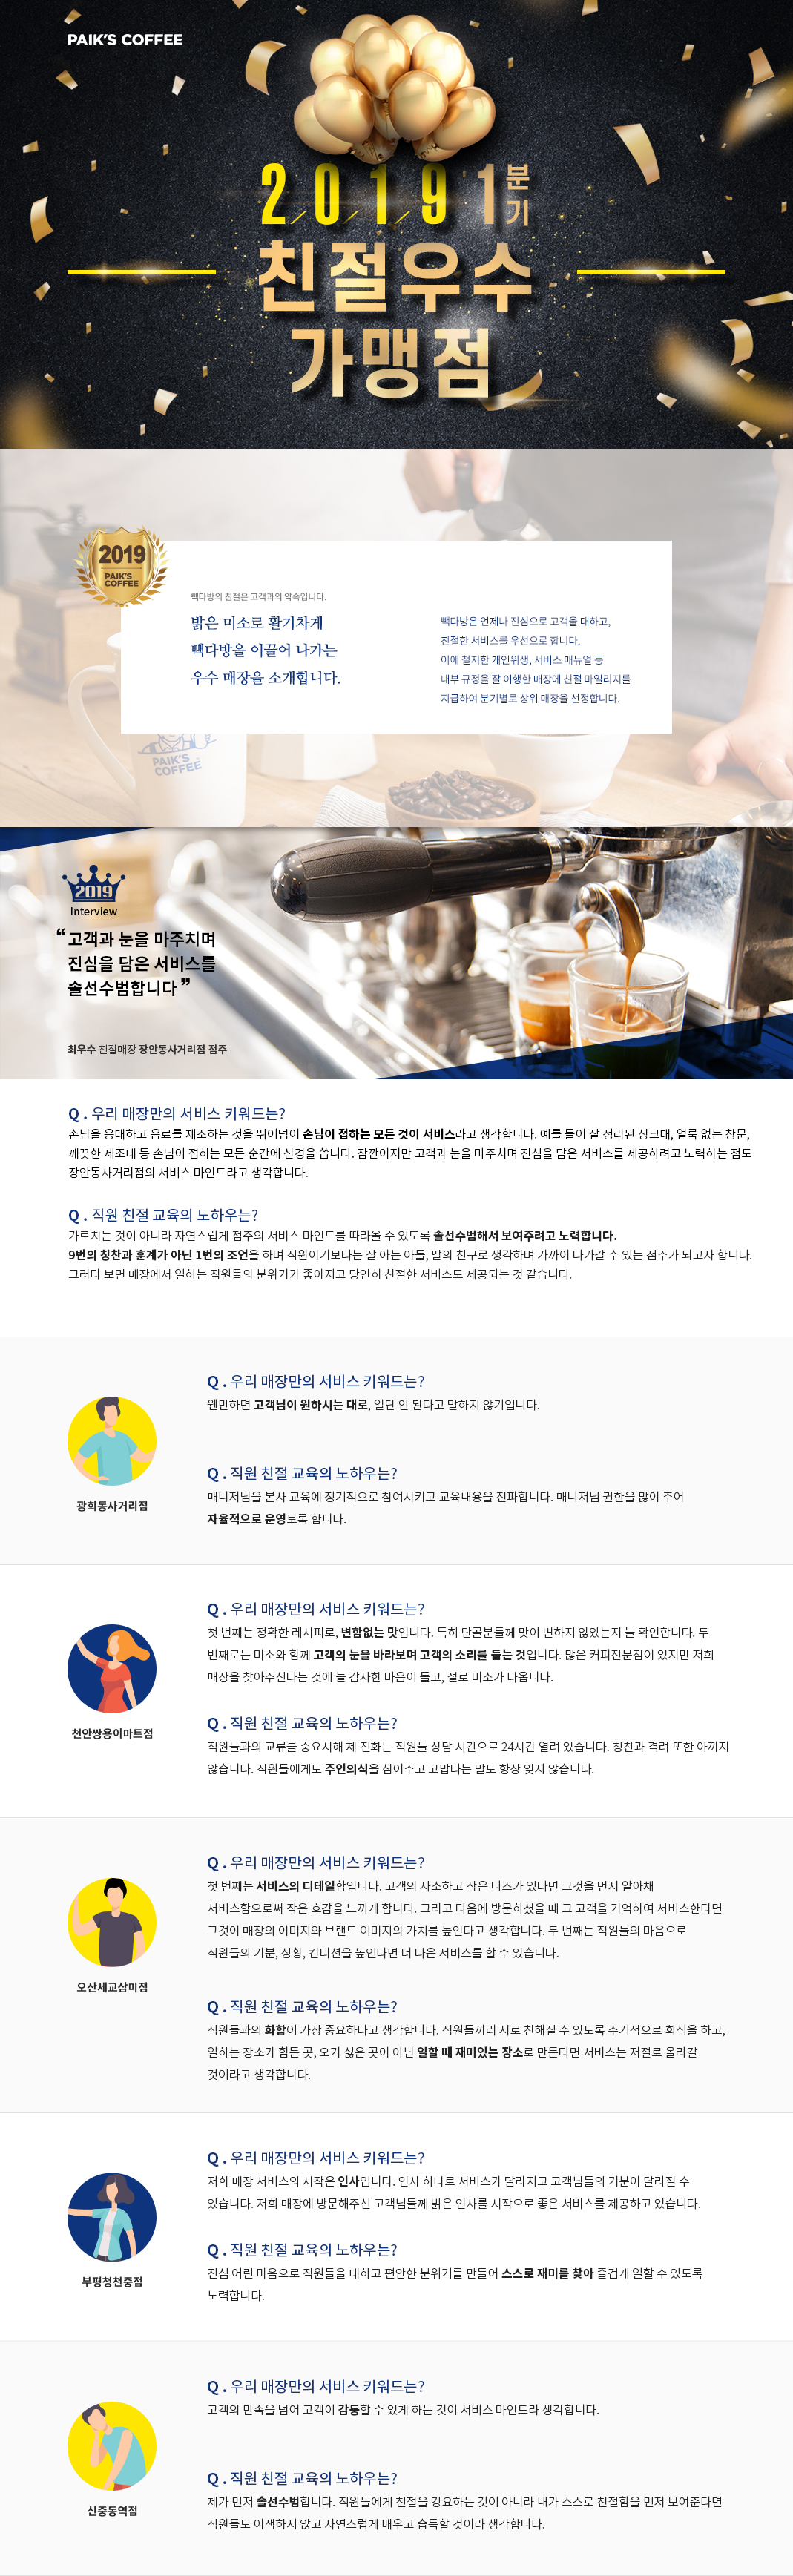 PAIK'S COFFEE
2/0/1/9 1분기
친절우수
가맹점
2019
PAIK'S
COFFEE
빽다방의 친절은 고객과의 약속입니다.
밝은 미소로 활기차게
빽다방을 이끌어 나가는
우수 매장을 소개합니다.
빽다방은 언제나 진심으로 고객을 대하고,
친절한 서비스를 우선으로 합니다.
이에 철저한 개인위생, 서비스 매뉴얼 등
내부 규정을 잘 이행한 매장에 친절 마일리지를
지급하여 분기별로 상위 매장을 선정합니다.
PAIK'S
COFFEE
2019
Interview
❝고객과 눈을 마주치며
진심을 담은 서비스를
솔선수범합니다❞
최우수 친절매장 장안동사거리점 점주
Q . 우리 매장만의 서비스 키워드는?
손님을 응대하고 음료를 제조하는 것을 뛰어넘어 손님이 접하는 모든 것이 서비스라고 생각합니다. 예를 들어 잘 정리된 싱크대, 얼룩 없는 창문,
깨끗한 제조대 등 손님이 접하는 모든 순간에 신경을 씁니다. 잠깐이지만 고객과 눈을 마주치며 진심을 담은 서비스를 제공하려고 노력하는 점도
장안동사거리점의 서비스 마인드라고 생각합니다.
Q . 직원 친절 교육의 노하우는?
가르치는 것이 아니라 자연스럽게 점주의 서비스 마인드를 따라올 수 있도록 솔선수범해서 보여주려고 노력합니다.
9번의 칭찬과 훈계가 아닌 1번의 조언을 하며 직원이기보다는 잘 아는 아들, 딸의 친구로 생각하며 가까이 다가갈 수 있는 점주가 되고자 합니다.
그러다 보면 매장에서 일하는 직원들의 분위기가 좋아지고 당연히 친절한 서비스도 제공되는 것 같습니다.
Q . 우리 매장만의 서비스 키워드는?
웬만하면 고객님이 원하시는 대로, 일단 안 된다고 말하지 않기입니다.
Q . 직원 친절 교육의 노하우는?
매니저님을 본사 교육에 정기적으로 참여시키고 교육내용을 전파합니다. 매니저님 권한을 많이 주어
자율적으로 운영토록 합니다.
광희동사거리점
Q . 우리 매장만의 서비스 키워드는?
첫 번째는 정확한 레시피로, 변함없는 맛입니다. 특히 단골분들께 맛이 변하지 않았는지 늘 확인합니다. 두
번째로는 미소와 함께 고객의 눈을 바라보며 고객의 소리를 듣는 것입니다. 많은 커피전문점이 있지만 저희
매장을 찾아주신다는 것에 늘 감사한 마음이 들고, 절로 미소가 나옵니다.
Q . 직원 친절 교육의 노하우는?
직원들과의 교류를 중요시해 제 전화는 직원들 상담 시간으로 24시간 열려 있습니다. 칭찬과 격려 또한 아끼지
않습니다. 직원들에게도 주인의식을 심어주고 고맙다는 말도 항상 잊지 않습니다.
천안쌍용이마트점
Q . 우리 매장만의 서비스 키워드는?
첫 번째는 서비스의 디테일함입니다. 고객의 사소하고 작은 니즈가 있다면 그것을 먼저 알아채
서비스함으로써 작은 호감을 느끼게 합니다. 그리고 다음에 방문하셨을 때 그 고객을 기억하여 서비스한다면
그것이 매장의 이미지와 브랜드 이미지의 가치를 높인다고 생각합니다. 두 번째는 직원들의 마음으로
직원들의 기분, 상황, 컨디션을 높인다면 더 나은 서비스를 할 수 있습니다.
Q . 직원 친절 교육의 노하우는?
직원들과의 화합이 가장 중요하다고 생각합니다. 직원들끼리 서로 친해질 수 있도록 주기적으로 회식을 하고,
일하는 장소가 힘든 곳, 오기 싫은 곳이 아닌 일할 때 재미있는 장소로 만든다면 서비스는 저절로 올라갈
것이라고 생각합니다.
오산세교삼미점
Q . 우리 매장만의 서비스 키워드는?
저희 매장 서비스의 시작은 인사입니다. 인사 하나로 서비스가 달라지고 고객님들의 기분이 달라질 수
있습니다. 저희 매장에 방문해주신 고객님들께 밝은 인사를 시작으로 좋은 서비스를 제공하고 있습니다.
Q . 직원 친절 교육의 노하우는?
진심 어린 마음으로 직원들을 대하고 편안한 분위기를 만들어 스스로 재미를 찾아 즐겁게 일할 수 있도록
노력합니다.
부평청천중점
Q . 우리 매장만의 서비스 키워드는?
고객의 만족을 넘어 고객이 감동할 수 있게 하는 것이 서비스 마인드라 생각합니다.
Q . 직원 친절 교육의 노하우는?
제가 먼저 솔선수범합니다. 직원들에게 친절을 강요하는 것이 아니라 내가 스스로 친절함을 먼저 보여준다면
직원들도 어색하지 않고 자연스럽게 배우고 습득할 것이라 생각합니다.
신중동역점